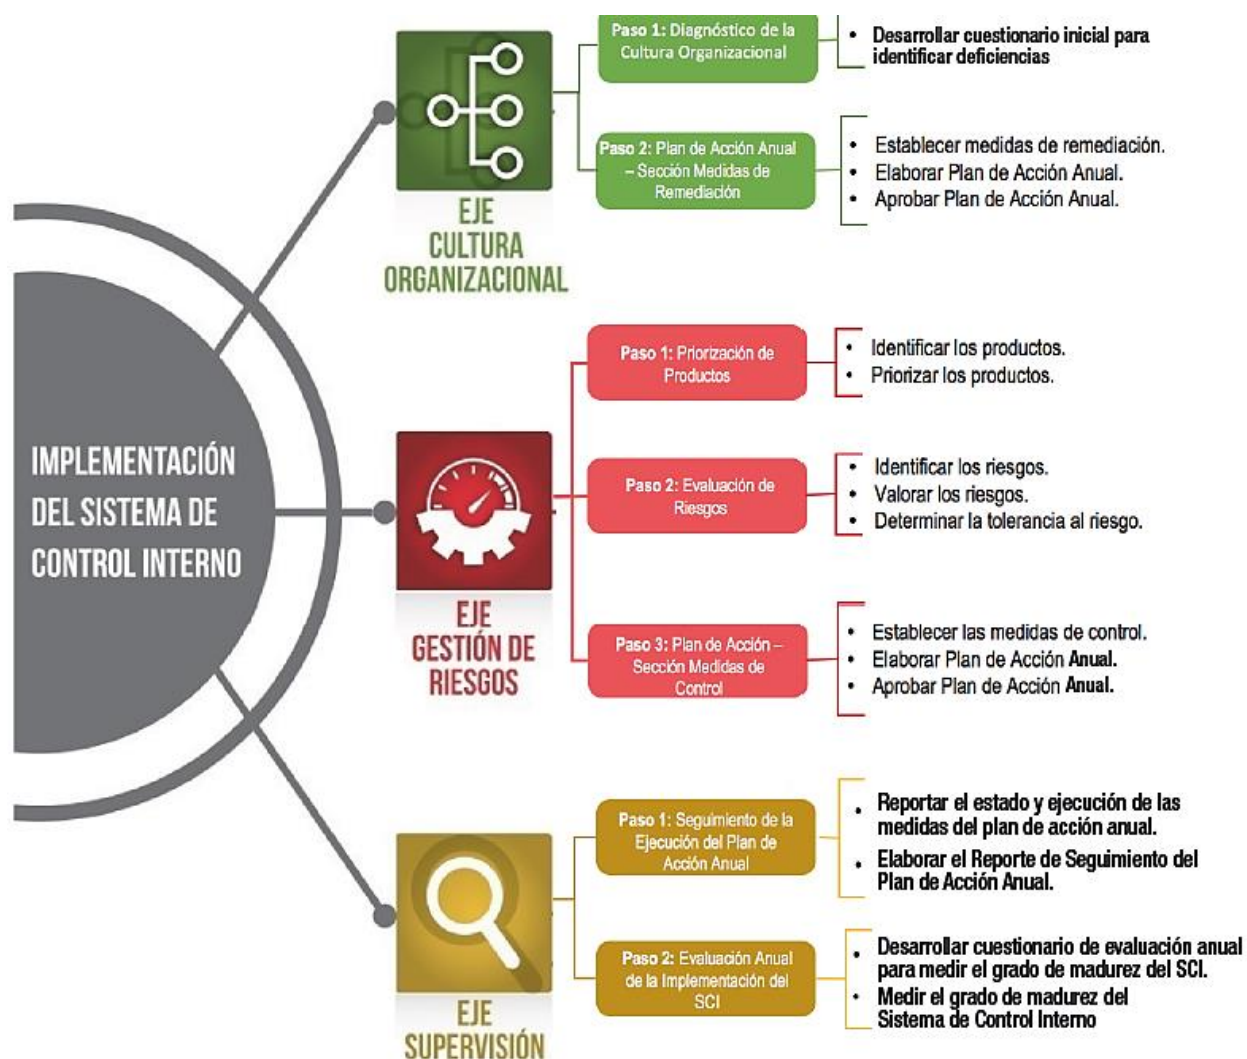 IMPLEMENTACIÓN
DEL SISTEMA DE
CONTROL INTERNO
EJE
CULTURA
ORGANIZACIONAL
Paso 1: Diagnóstico de la
Cultura Organizacional
• Desarrollar cuestionario inicial para
identificar deficiencias
Paso 2: Plan de Acción Anual
– Sección Medidas de
Remediación
• Establecer medidas de remediación.
• Elaborar Plan de Acción Anual.
• Aprobar Plan de Acción Anual.
EJE
GESTIÓN DE
RIESGOS
Paso 1: Priorización de
Productos
• Identificar los productos.
• Priorizar los productos.
Paso 2: Evaluación de
Riesgos
• Identificar los riesgos.
• Valorar los riesgos.
• Determinar la tolerancia al riesgo.
Paso 3: Plan de Acción –
Sección Medidas de
Control
• Establecer las medidas de control.
• Elaborar Plan de Acción Anual.
• Aprobar Plan de Acción Anual.
EJE
SUPERVISIÓN
Paso 1: Seguimiento de la
Ejecución del Plan de
Acción Anual
• Reportar el estado y ejecución de las
medidas del plan de acción anual.
• Elaborar el Reporte de Seguimiento del
Plan de Acción Anual.
Paso 2: Evaluación Anual
de la Implementación del
SCI
• Desarrollar cuestionario de evaluación anual
para medir el grado de madurez del SCI.
• Medir el grado de madurez del
Sistema de Control Interno